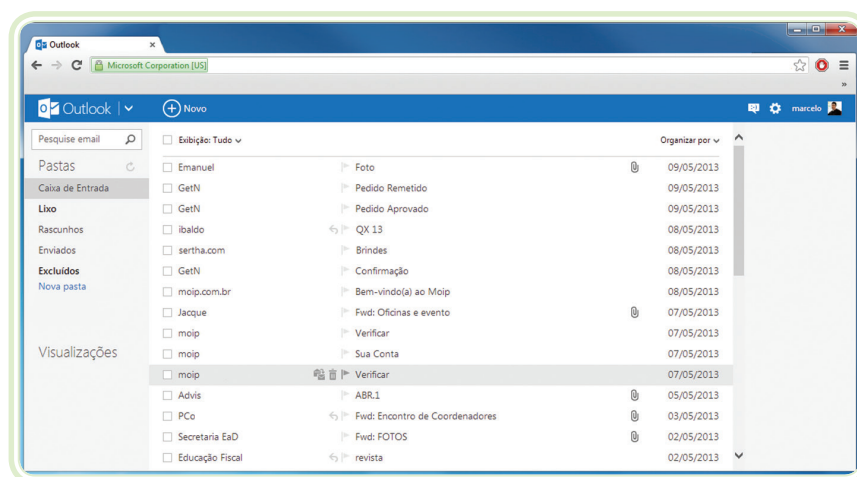 Outlook
Microsoft Corporation [US]
Outlook Novo marcelo
Pesquise email Exibição: Tudo Organizar por
Pastas Emanuel Foto 09/05/2013
Caixa de Entrada GetN Pedido Remetido 09/05/2013
Lixo GetN Pedido Aprovado 09/05/2013
Rascunhos ibaldo QX 13 08/05/2013
Enviados sertha.com Brindes 08/05/2013
Excluídos GetN Confirmação 08/05/2013
Nova pasta moip.com.br Bem-vindo(a) ao Moip 08/05/2013
Jacque Fwd: Oficinas e evento 07/05/2013
moip Verificar 07/05/2013
Visualizações moip Sua Conta 07/05/2013
moip Verificar 07/05/2013
Advis ABR.1 05/05/2013
PCo Fwd: Encontro de Coordenadores 03/05/2013
Secretaria EaD Fwd: FOTOS 02/05/2013
Educação Fiscal revista 02/05/2013